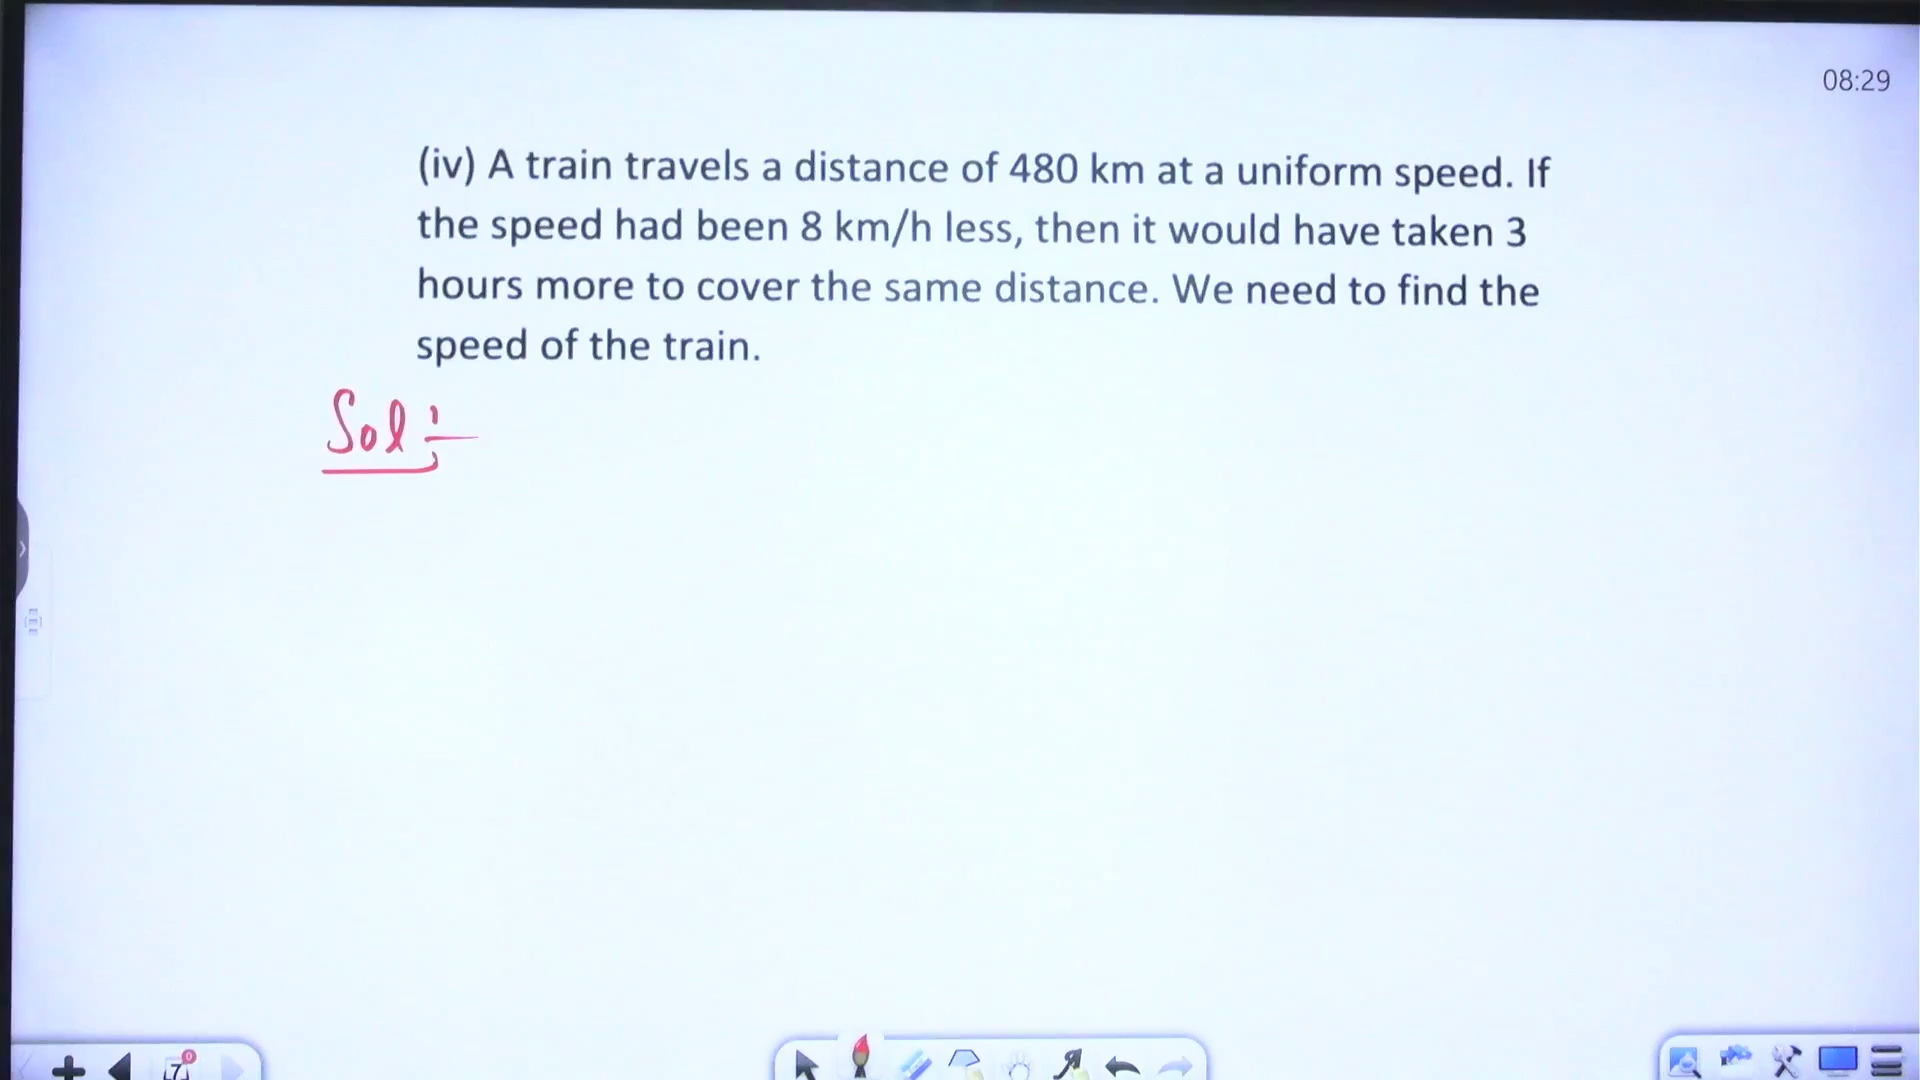 08:29
(iv) A train travels a distance of 480 km at a uniform speed. If
the speed had been 8 km/h less, then it would have taken 3
hours more to cover the same distance. We need to find the
speed of the train.
Sol :-
7
0